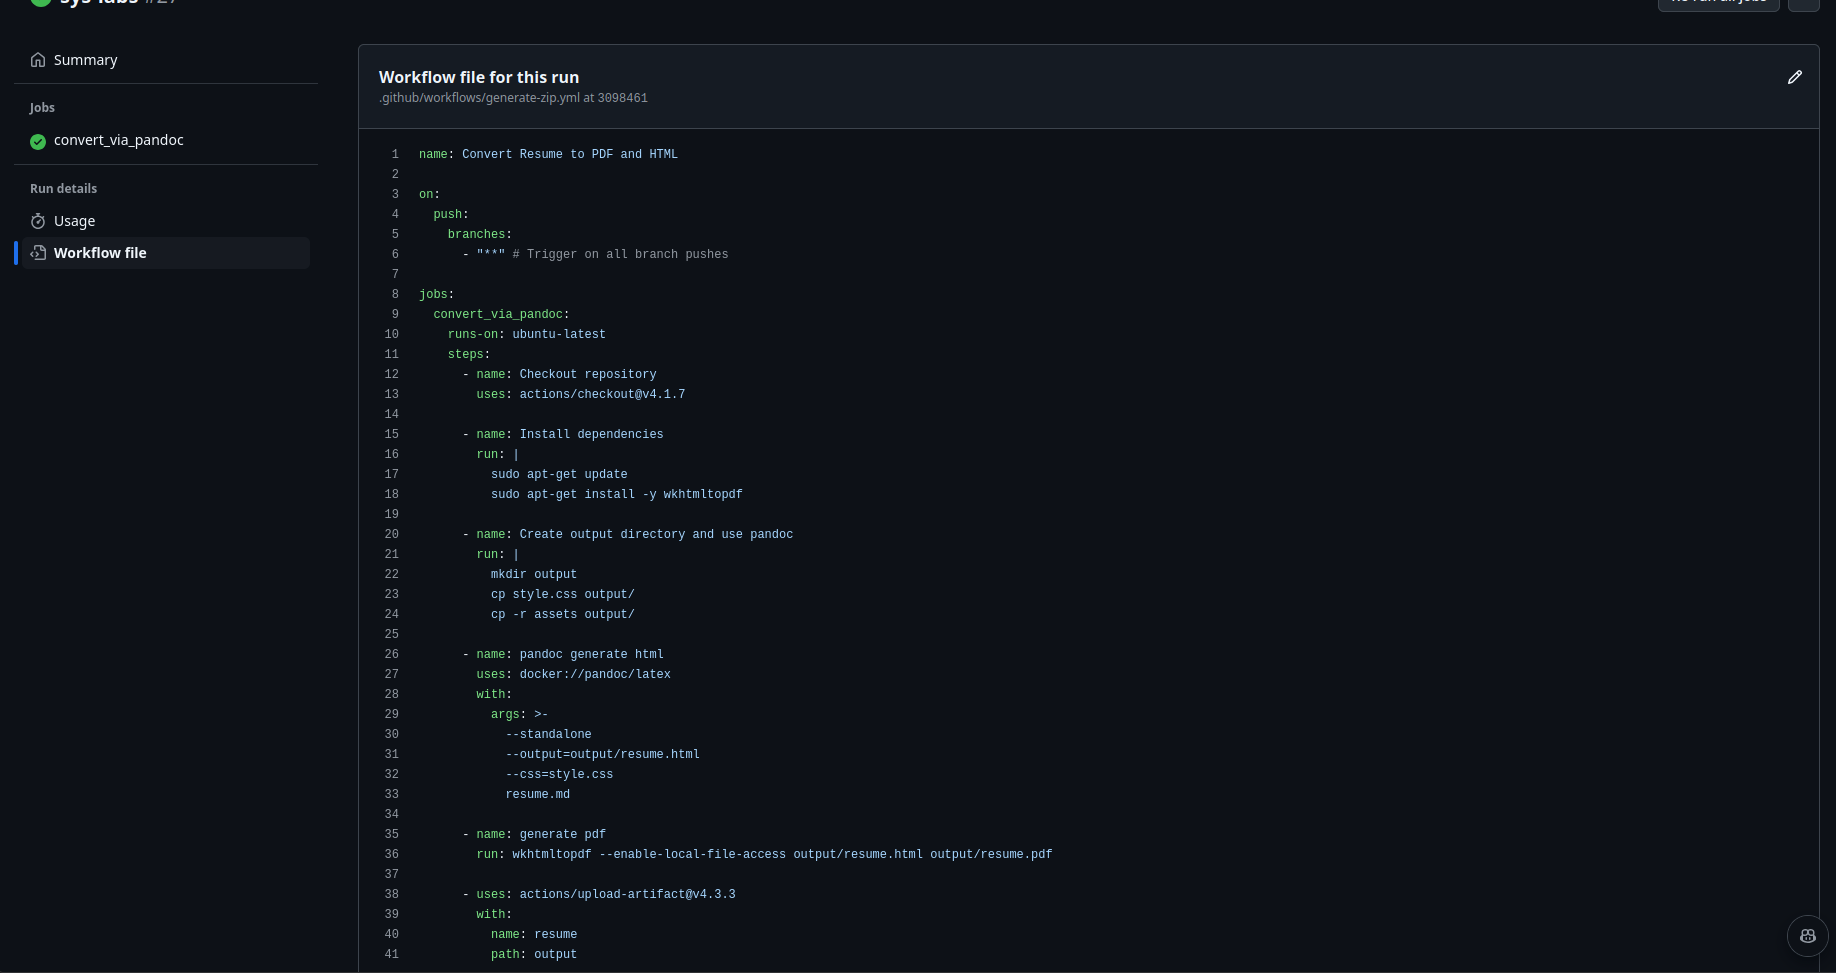 sys-labs #27
Re-run all jobs
Summary
Jobs
convert_via_pandoc
Run details
Usage
Workflow file
Workflow file for this run
.github/workflows/generate-zip.yml at 3098461
1 name: Convert Resume to PDF and HTML
2
3 on:
4 push:
5 branches:
6 - "**" # Trigger on all branch pushes
7
8 jobs:
9 convert_via_pandoc:
10 runs-on: ubuntu-latest
11 steps:
12 - name: Checkout repository
13 uses: actions/checkout@v4.1.7
14
15 - name: Install dependencies
16 run: |
17 sudo apt-get update
18 sudo apt-get install -y wkhtmltopdf
19
20 - name: Create output directory and use pandoc
21 run: |
22 mkdir output
23 cp style.css output/
24 cp -r assets output/
25
26 - name: pandoc generate html
27 uses: docker://pandoc/latex
28 with:
29 args: >-
30 --standalone
31 --output=output/resume.html
32 --css=style.css
33 resume.md
34
35 - name: generate pdf
36 run: wkhtmltopdf --enable-local-file-access output/resume.html output/resume.pdf
37
38 - uses: actions/upload-artifact@v4.3.3
39 with:
40 name: resume
41 path: output